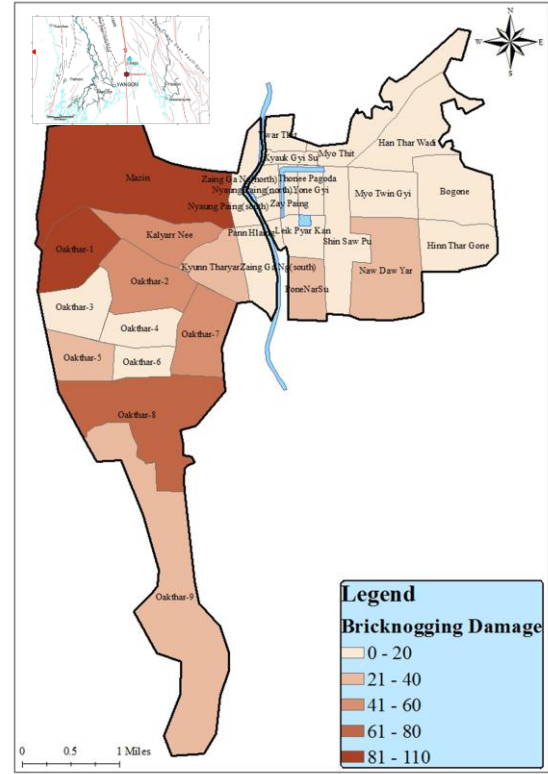 N
W
E
S
YANGON
Twar That
Kyauk Gyi Su
Myo Thit
Han Thar Wadi
Mazin
Zaing Ga Ng(north)
Thonee Pagoda
Nyaung Paing(north)
Yone Gyi
Myo Twin Gyi
Bogone
Nyaung Paing(south)
Zay Paing
Kalyarr Nee
Pann Hlaing
Leik Pyar Kan
Shin Saw Pu
Hinn Thar Gone
Oakthar-1
Kyunn Tharyar
Zaing Ga Ng(south)
Naw Daw Yar
Oakthar-2
PoneNarSu
Oakthar-3
Oakthar-4
Oakthar-7
Oakthar-5
Oakthar-6
Oakthar-8
Oakthar-9
Legend
Bricknogging Damage
0 - 20
21 - 40
41 - 60
61 - 80
81 - 110
0 0.5 1 Miles